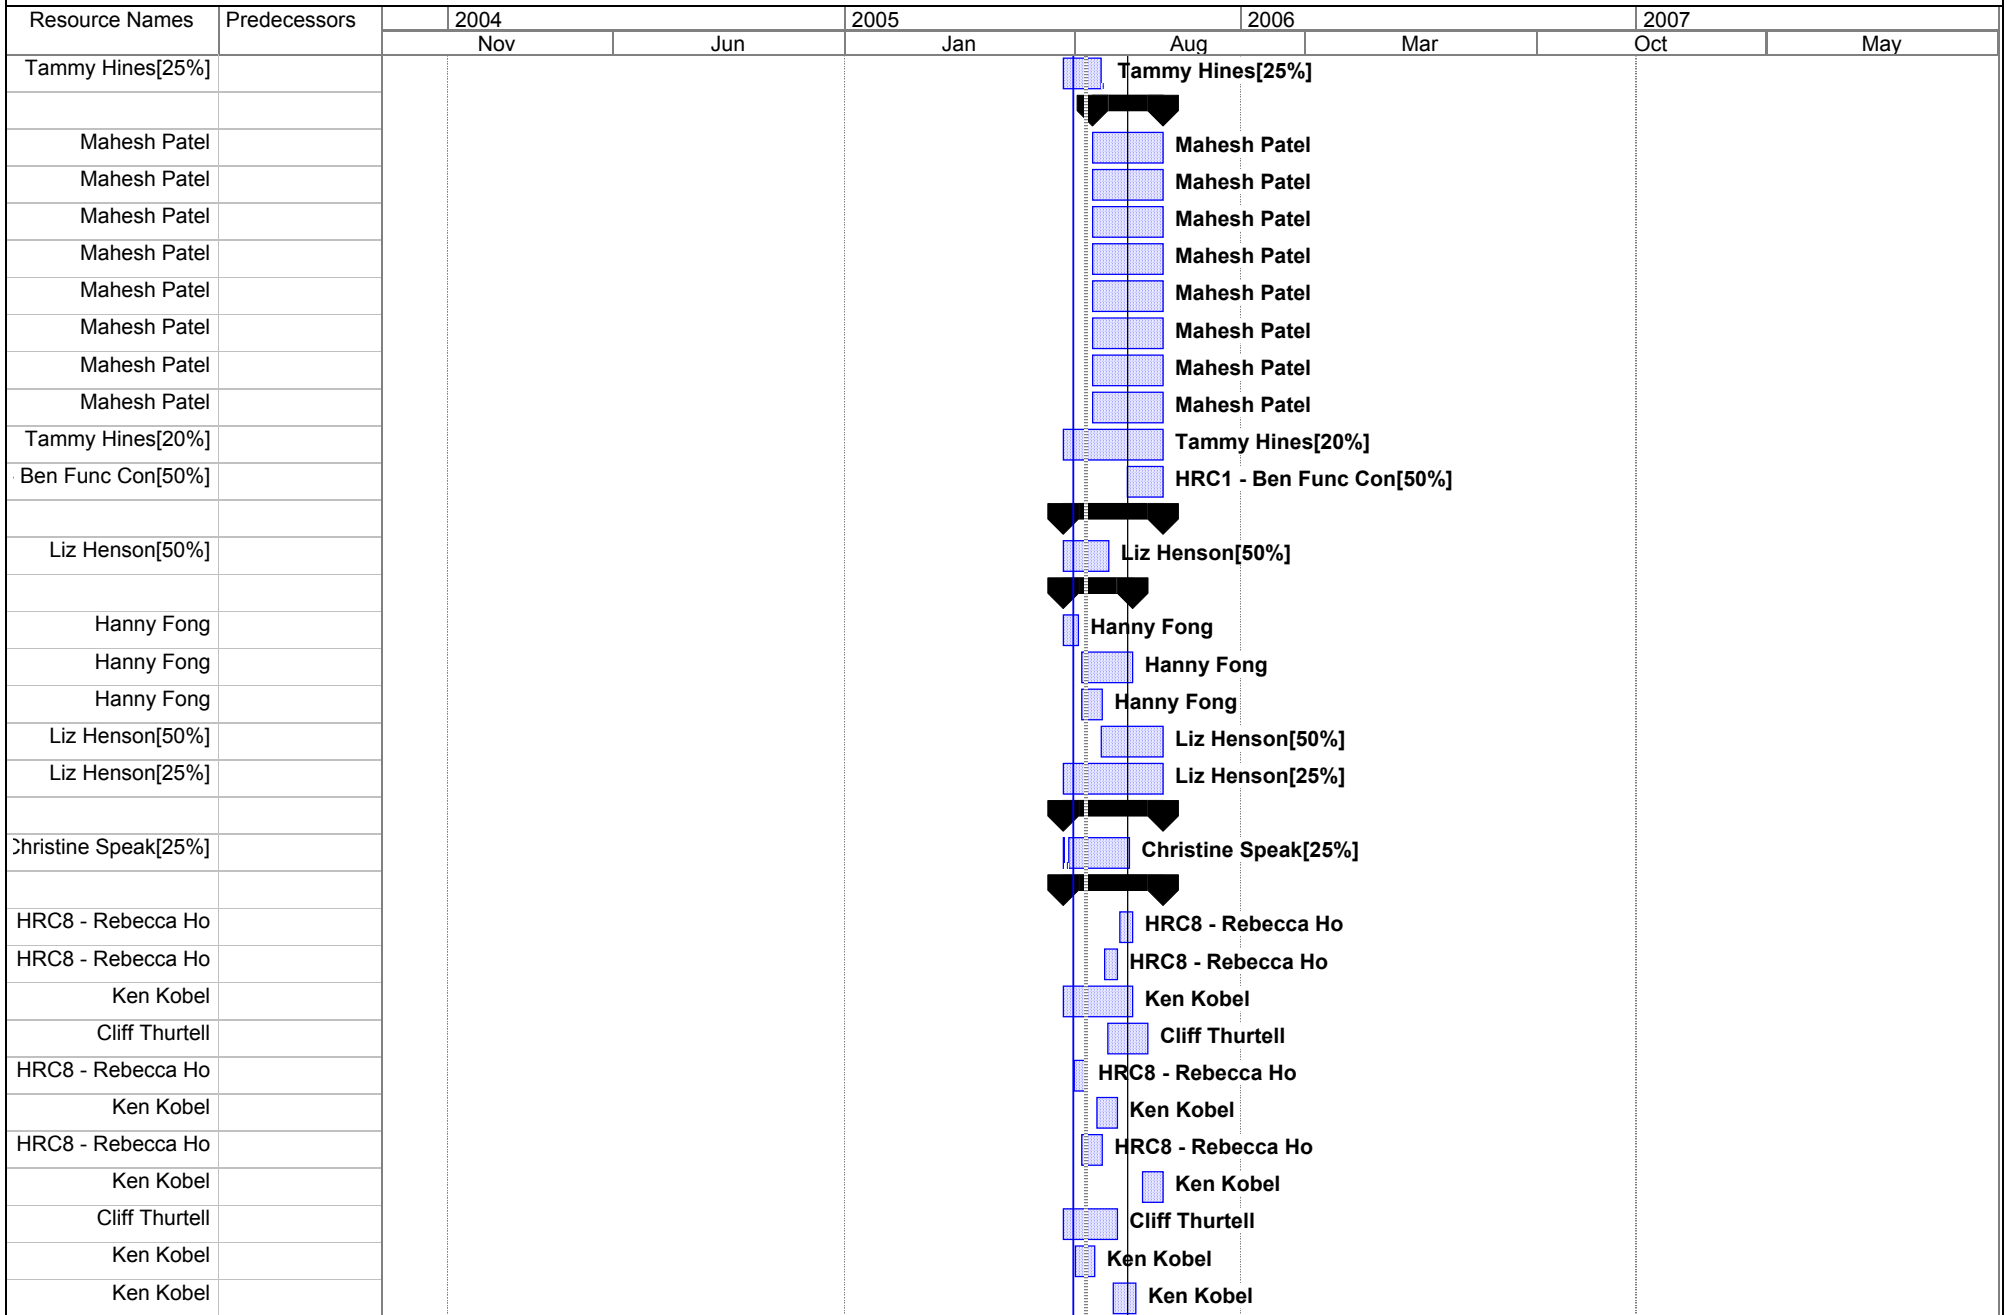 Resource Names Predecessors 2004 2005 2006 2007
Nov Jun Jan Aug Mar Oct May
Tammy Hines[25%] Tammy Hines[25%]
Mahesh Patel Mahesh Patel
Mahesh Patel Mahesh Patel
Mahesh Patel Mahesh Patel
Mahesh Patel Mahesh Patel
Mahesh Patel Mahesh Patel
Mahesh Patel Mahesh Patel
Mahesh Patel Mahesh Patel
Mahesh Patel Mahesh Patel
Tammy Hines[20%] Tammy Hines[20%]
Ben Func Con[50%] HRC1 - Ben Func Con[50%]
Liz Henson[50%] Liz Henson[50%]
Hanny Fong Hanny Fong
Hanny Fong Hanny Fong
Hanny Fong Hanny Fong
Liz Henson[50%] Liz Henson[50%]
Liz Henson[25%] Liz Henson[25%]
Christine Speak[25%] Christine Speak[25%]
HRC8 - Rebecca Ho HRC8 - Rebecca Ho
HRC8 - Rebecca Ho HRC8 - Rebecca Ho
Ken Kobel Ken Kobel
Cliff Thurtell Cliff Thurtell
HRC8 - Rebecca Ho HRC8 - Rebecca Ho
Ken Kobel Ken Kobel
HRC8 - Rebecca Ho HRC8 - Rebecca Ho
Ken Kobel Ken Kobel
Cliff Thurtell Cliff Thurtell
Ken Kobel Ken Kobel
Ken Kobel Ken Kobel